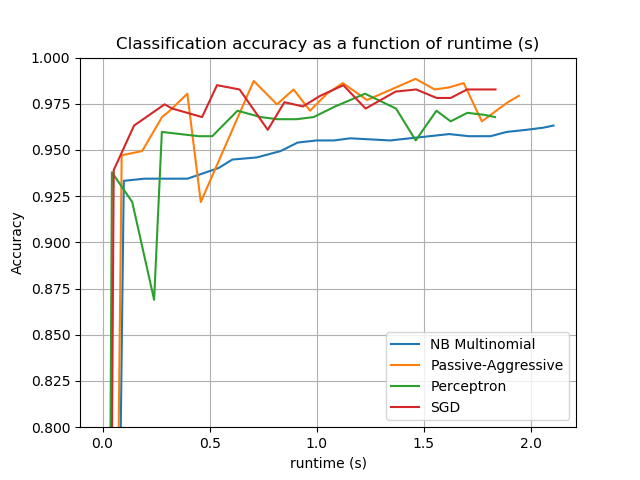 Classification accuracy as a function of runtime (s)
1.000
0.975
0.950
0.925
0.900
0.875
0.850
0.825
0.800
Accuracy
NB Multinomial
Passive-Aggressive
Perceptron
SGD
0.0 0.5 1.0 1.5 2.0
runtime (s)